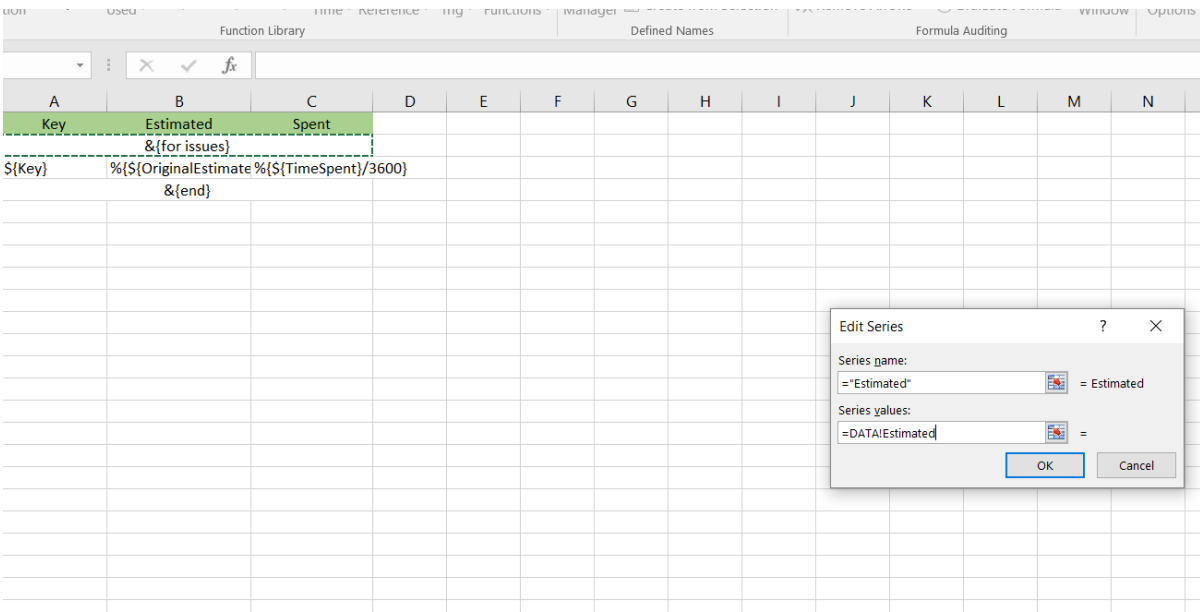 Function Library Defined Names Formula Auditing
fx
A B C D E F G H I J K L M N
Key Estimated Spent
&{for issues}
${Key} %{${OriginalEstimate %{${TimeSpent}/3600}
&{end}
Edit Series ? ×
Series name:
="Estimated" = Estimated
Series values:
=DATA!Estimated =
OK Cancel